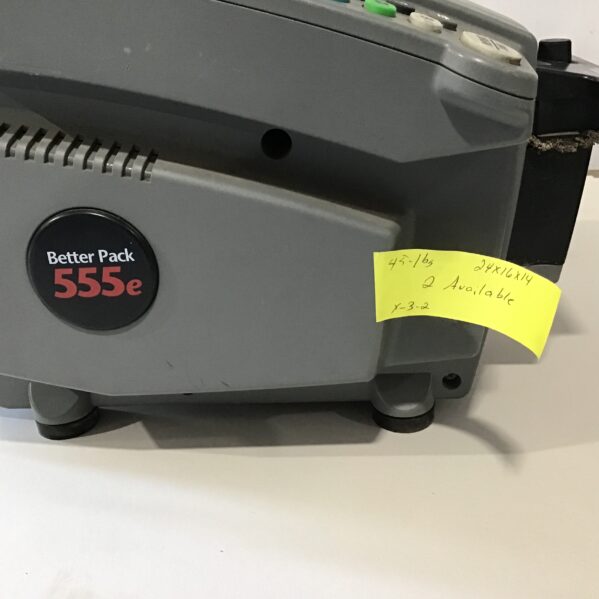 Better Pack
555e
45-lbs 24x16x14
2 Available
x-3-2